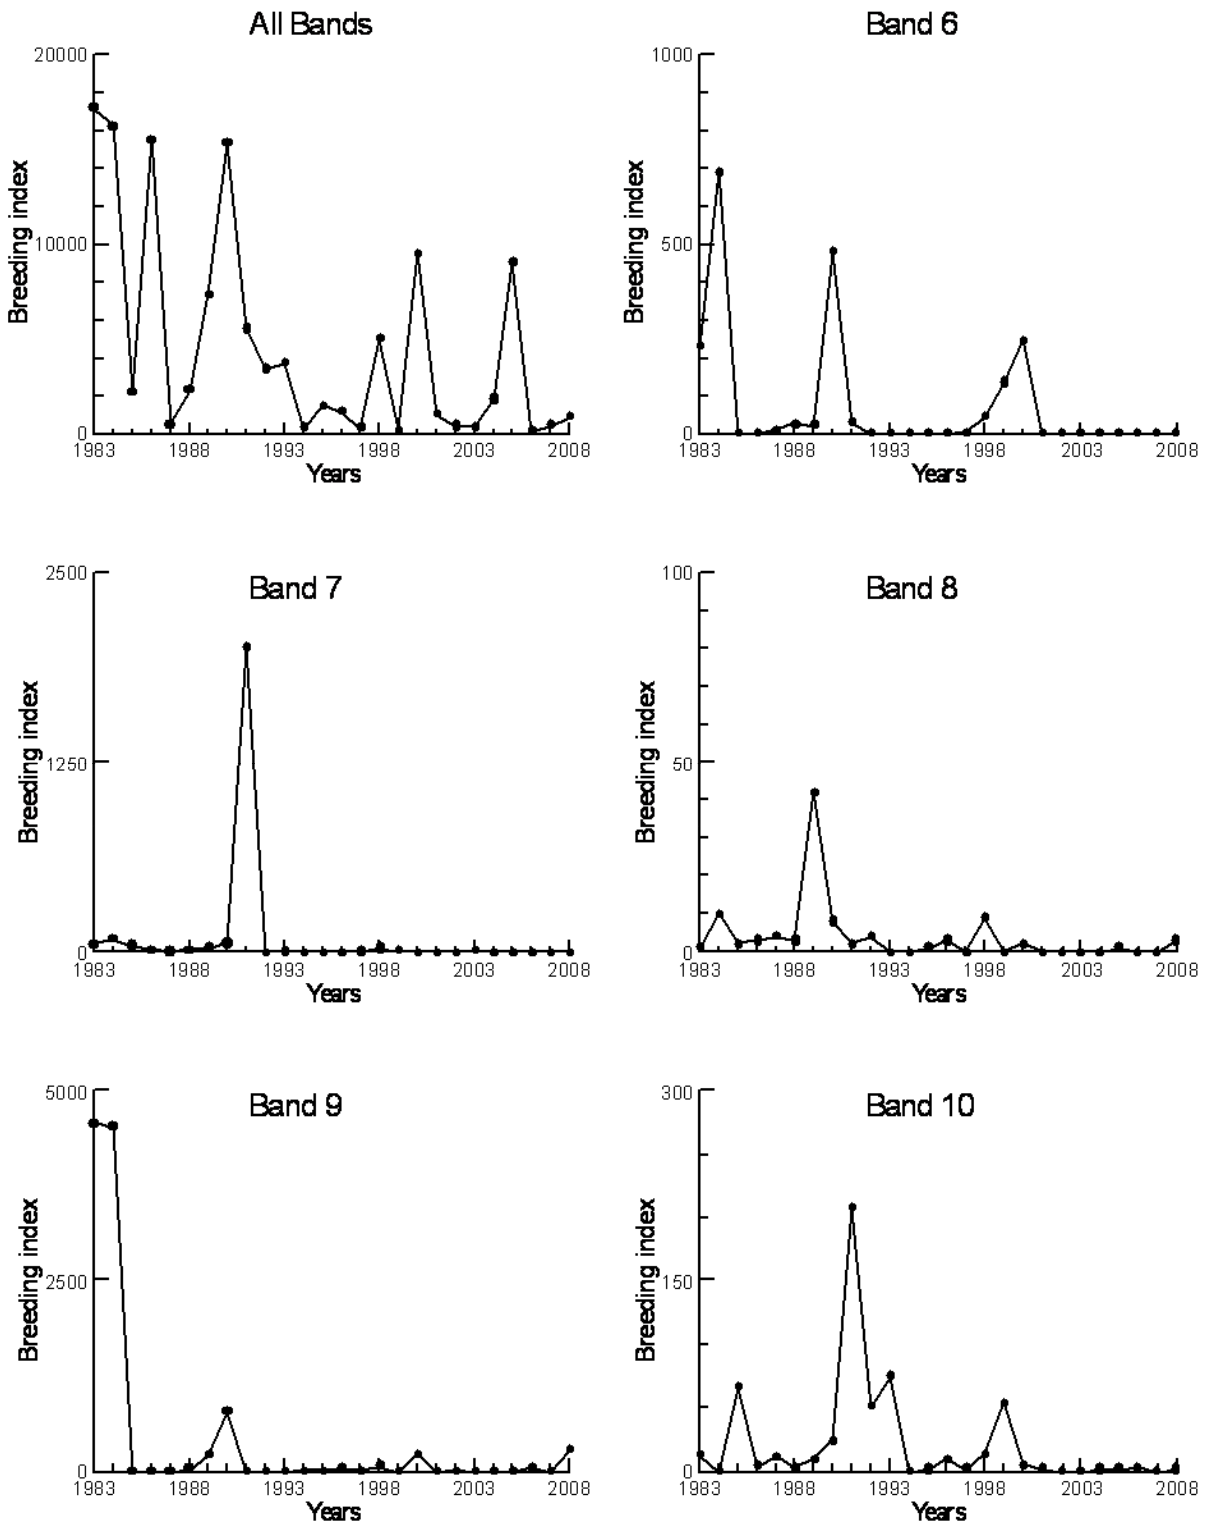 All Bands
20000
10000
0
Breeding index
1983 1988 1993 1998 2003 2008
Years
Band 6
1000
500
0
Breeding index
1983 1988 1993 1998 2003 2008
Years
Band 7
2500
1250
0
Breeding index
1983 1988 1993 1998 2003 2008
Years
Band 8
100
50
0
Breeding index
1983 1988 1993 1998 2003 2008
Years
Band 9
5000
2500
0
Breeding index
1983 1988 1993 1998 2003 2008
Years
Band 10
300
150
0
Breeding index
1983 1988 1993 1998 2003 2008
Years